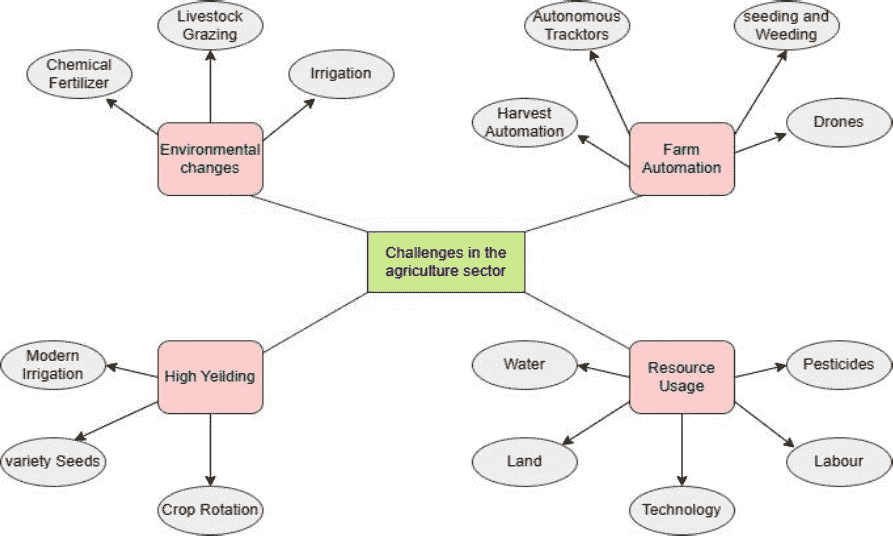 Livestock
Grazing
Chemical
Fertilizer
Irrigation
Environmental
changes
Autonomous
Tracktors
seeding and
Weeding
Harvest
Automation
Drones
Farm
Automation
Challenges in the
agriculture sector
Modern
Irrigation
High Yeilding
variety Seeds
Crop Rotation
Water
Resource
Usage
Pesticides
Land
Labour
Technology